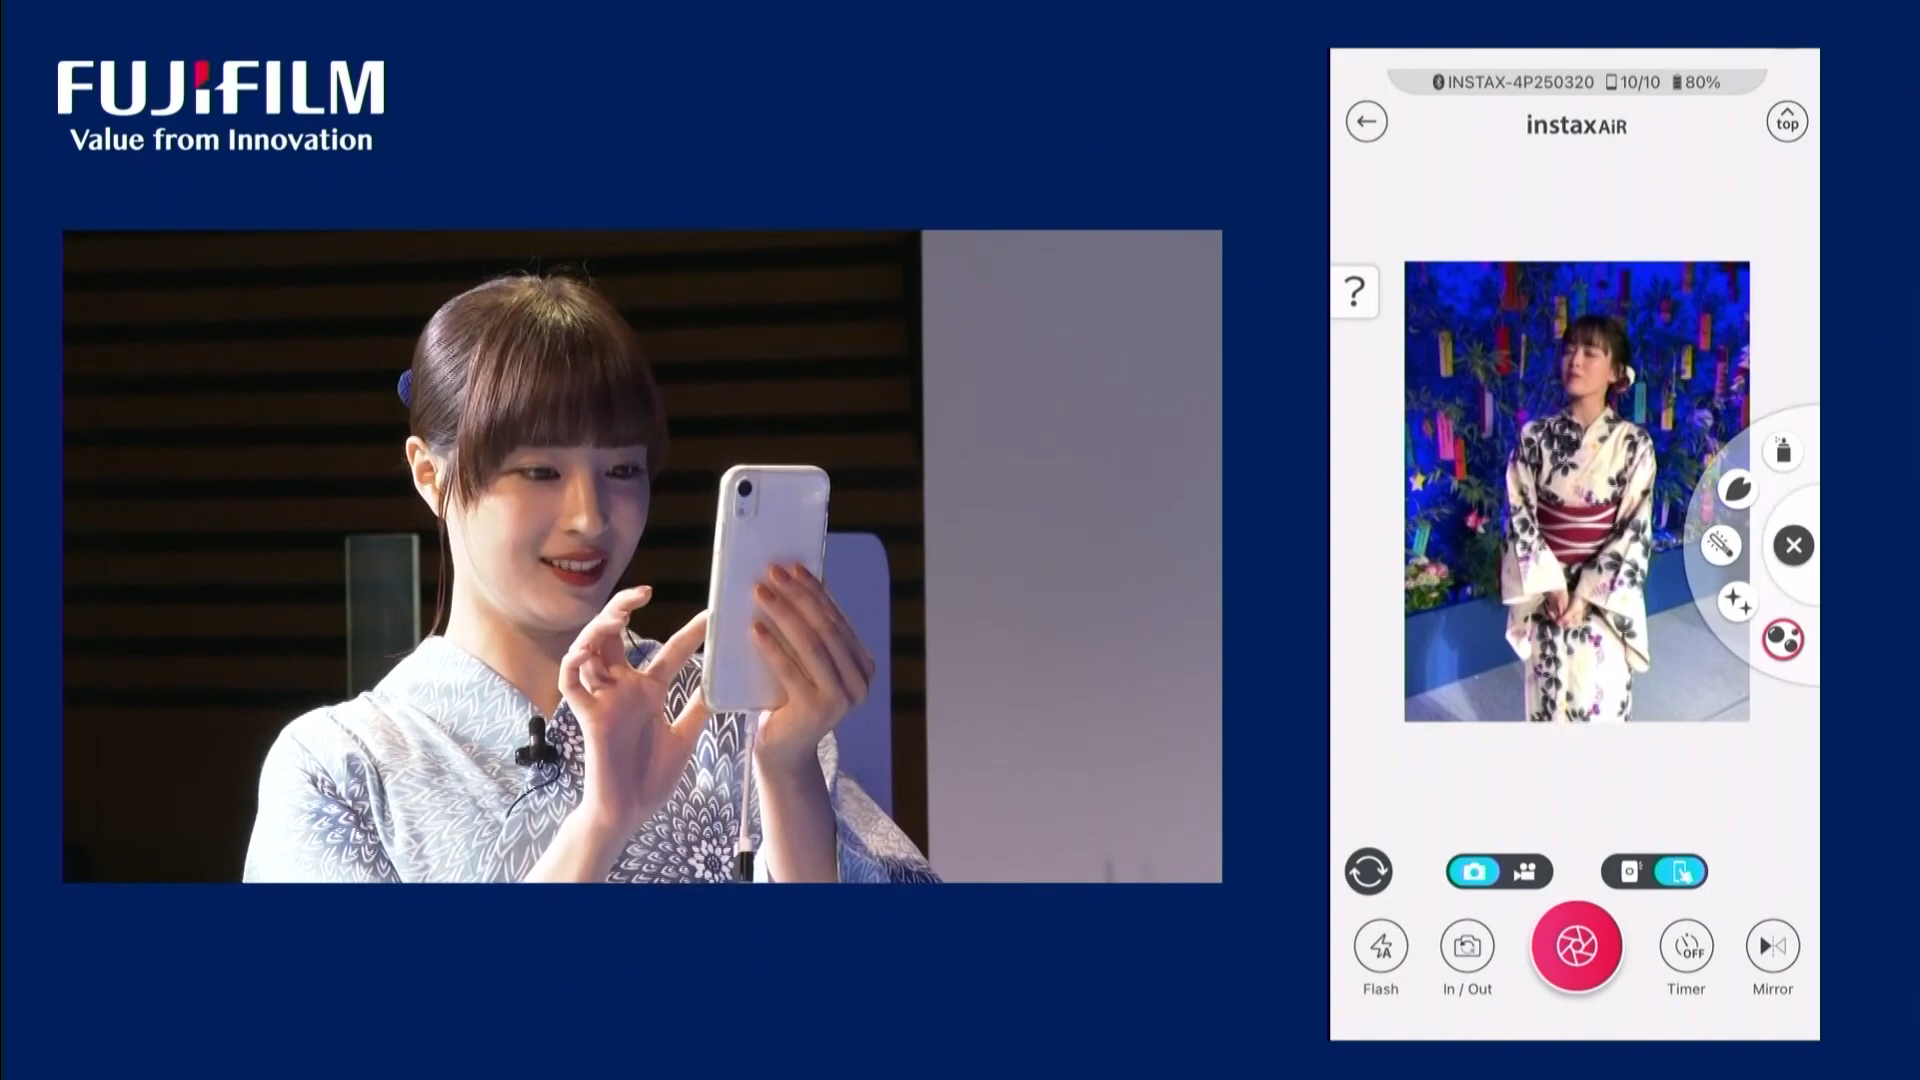 FUJIFILM
Value from Innovation
INSTAX-4P250320 10/10 80%
instaxAiR
top
?
A
OFF
Flash
In / Out
Timer
Mirror